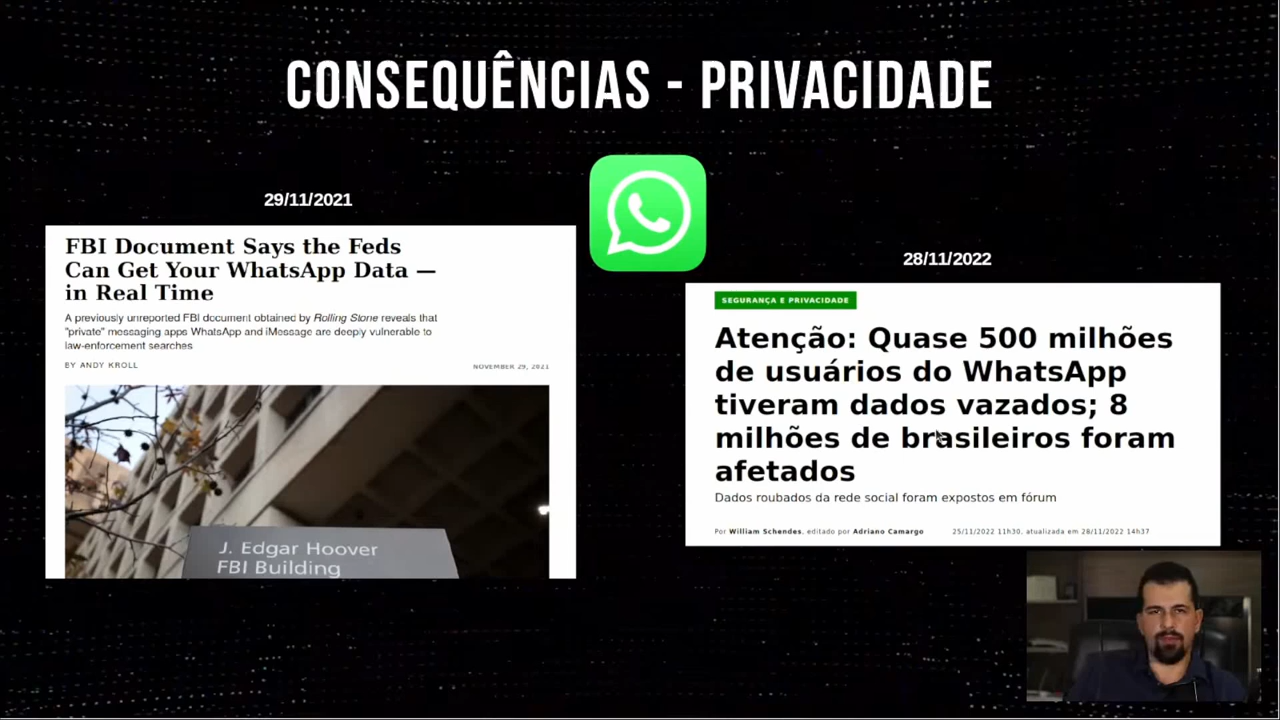 CONSEQUÊNCIAS - PRIVACIDADE
29/11/2021
FBI Document Says the Feds
Can Get Your WhatsApp Data —
in Real Time
A previously unreported FBI document obtained by Rolling Stone reveals that
"private" messaging apps WhatsApp and iMessage are deeply vulnerable to
law-enforcement searches
BY ANDY KROLL
NOVEMBER 29, 2021
J. Edgar Hoover
FBI Building
28/11/2022
SEGURANÇA E PRIVACIDADE
Atenção: Quase 500 milhões
de usuários do WhatsApp
tiveram dados vazados; 8
milhões de brasileiros foram
afetados
Dados roubados da rede social foram expostos em fórum
Por William Schendes, editado por Adriano Camargo
25/11/2022 11h30, atualizada em 28/11/2022 14h37